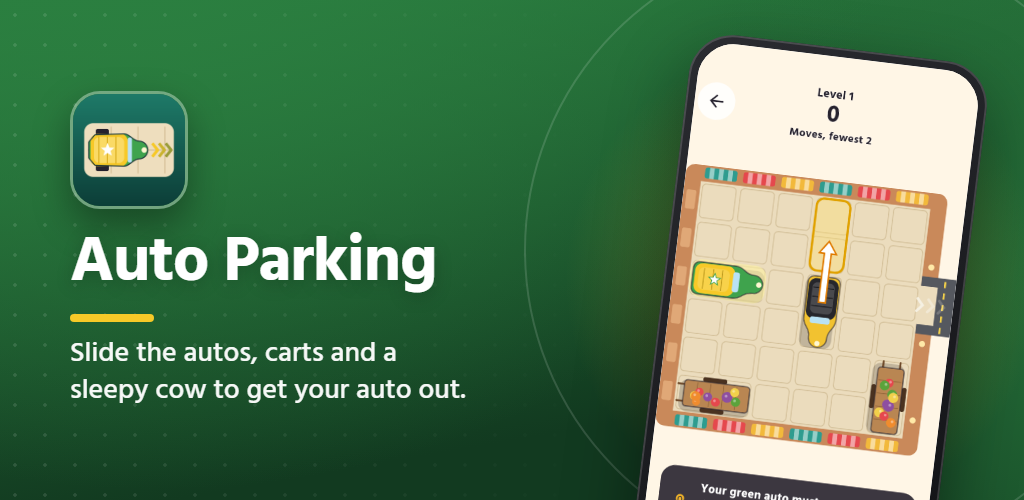 Auto Parking
Slide the autos, carts and a
sleepy cow to get your auto out.
Level 1
0
Moves, fewest 2
Your green auto must